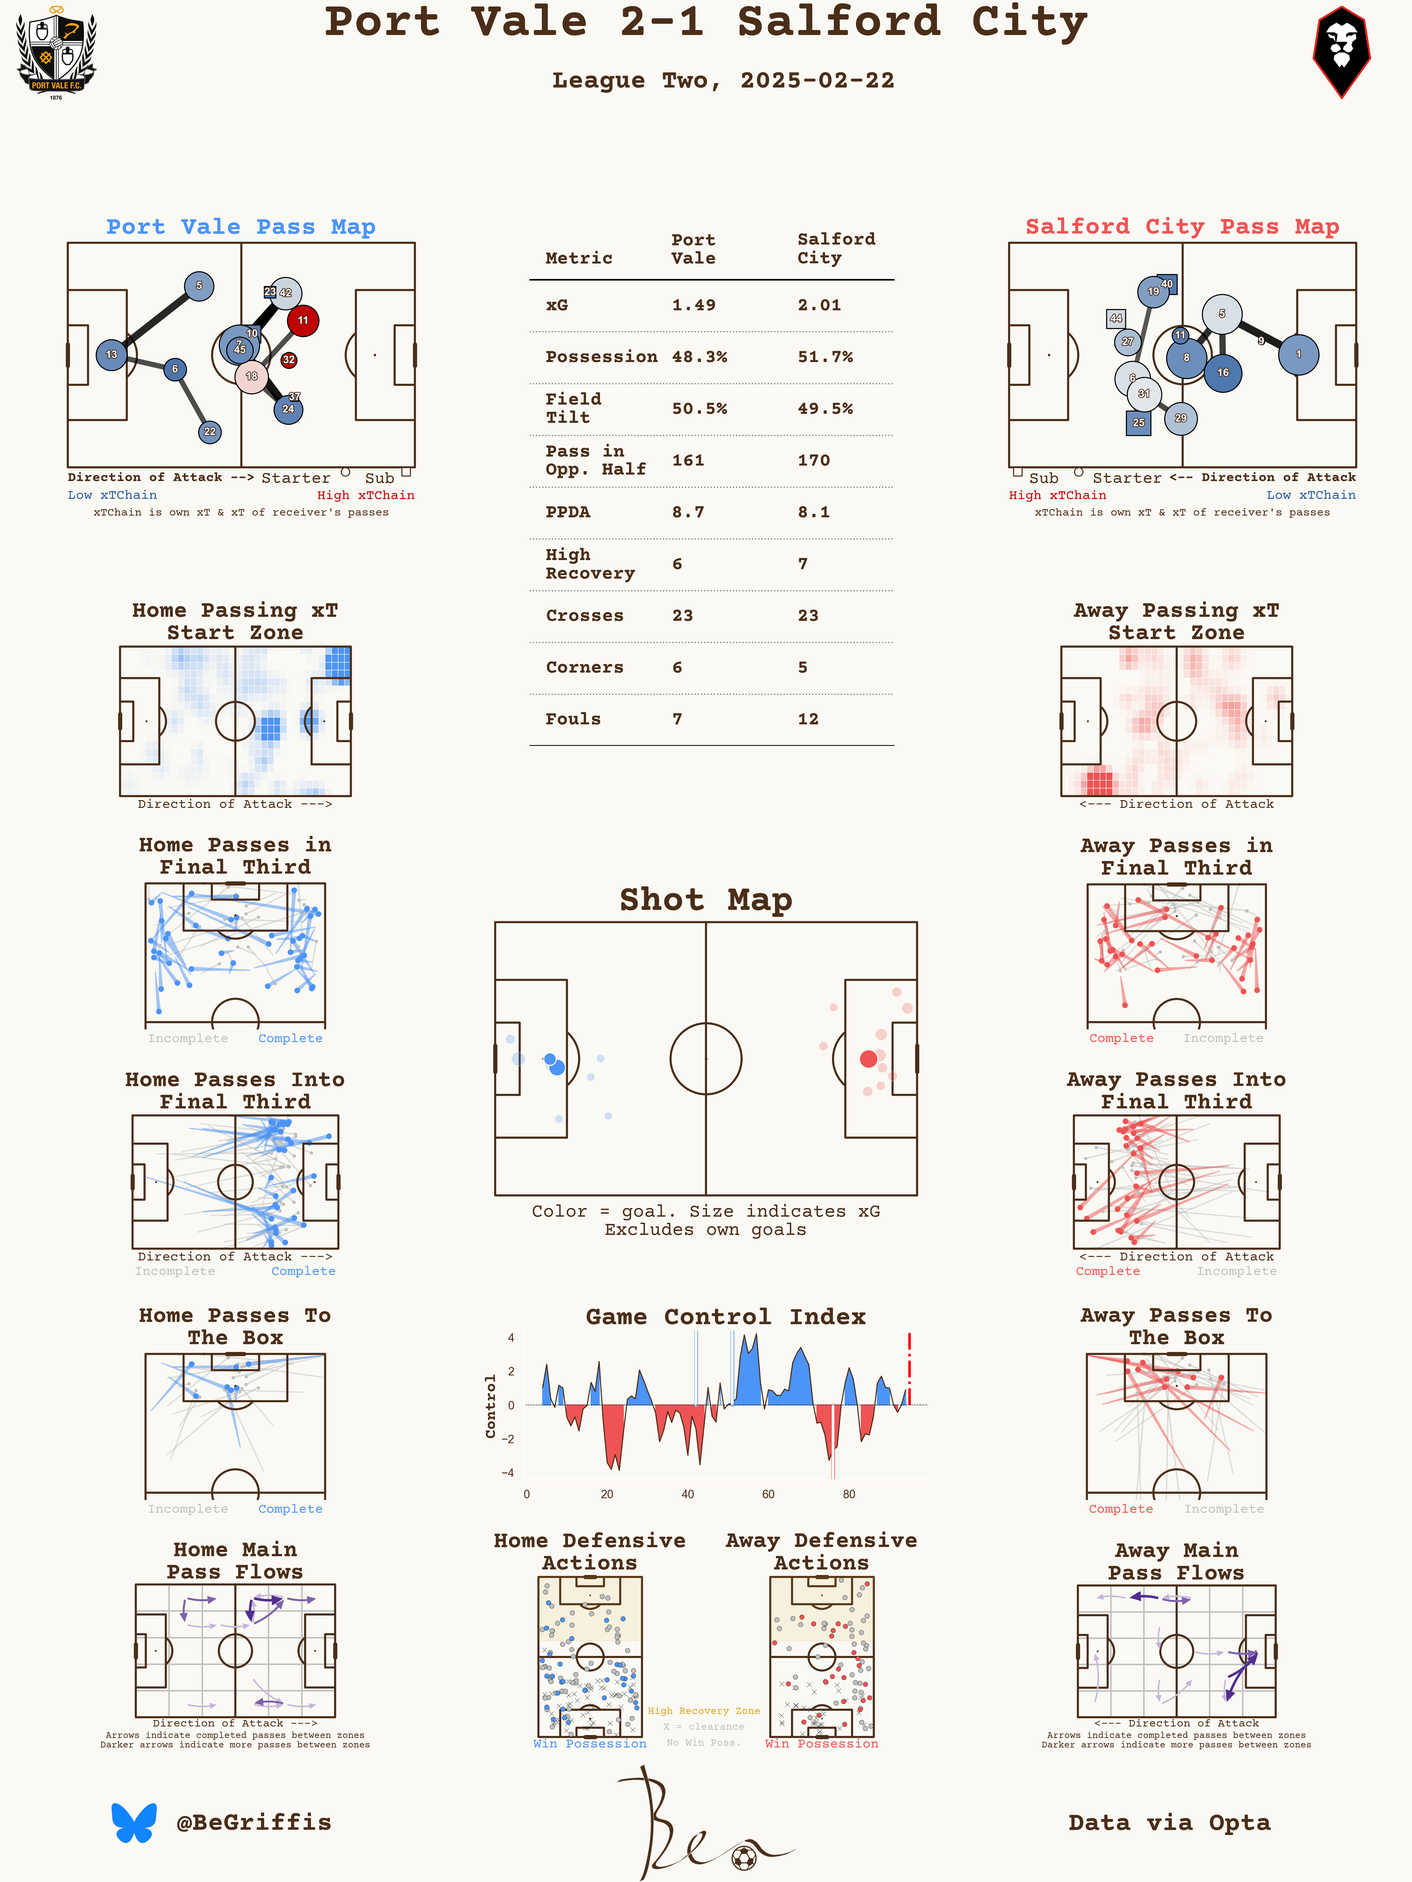 Port Vale 2-1 Salford City
League Two, 2025-02-22
PORT VALE F.C.
1876
Port Vale Pass Map
5
23
42
11
10
7
45
13
32
6
18
37
24
22
Direction of Attack --> Starter Sub
Low xTChain High xTChain
xTChain is own xT & xT of receiver's passes
Metric Port Vale Salford City
xG 1.49 2.01
Possession 48.3% 51.7%
Field Tilt 50.5% 49.5%
Pass in Opp. Half 161 170
PPDA 8.7 8.1
High Recovery 6 7
Crosses 23 23
Corners 6 5
Fouls 7 12
Salford City Pass Map
40
19
44
5
11
27
9
8
1
16
6
31
29
25
Sub Starter <-- Direction of Attack
High xTChain Low xTChain
xTChain is own xT & xT of receiver's passes
Home Passing xT
Start Zone
Direction of Attack --->
Away Passing xT
Start Zone
<--- Direction of Attack
Home Passes in
Final Third
Incomplete Complete
Away Passes in
Final Third
Complete Incomplete
Shot Map
Color = goal. Size indicates xG
Excludes own goals
Home Passes Into
Final Third
Direction of Attack --->
Incomplete Complete
Away Passes Into
Final Third
<--- Direction of Attack
Complete Incomplete
Home Passes To
The Box
Incomplete Complete
Game Control Index
Control
4
2
0
−2
−4
0 20 40 60 80
Away Passes To
The Box
Complete Incomplete
Home Main
Pass Flows
Direction of Attack --->
Arrows indicate completed passes between zones
Darker arrows indicate more passes between zones
Home Defensive
Actions
Win Possession
Away Defensive
Actions
Win Possession
High Recovery Zone
X = clearance
No Win Poss.
Away Main
Pass Flows
<--- Direction of Attack
Arrows indicate completed passes between zones
Darker arrows indicate more passes between zones
@BeGriffis
Ben
Data via Opta